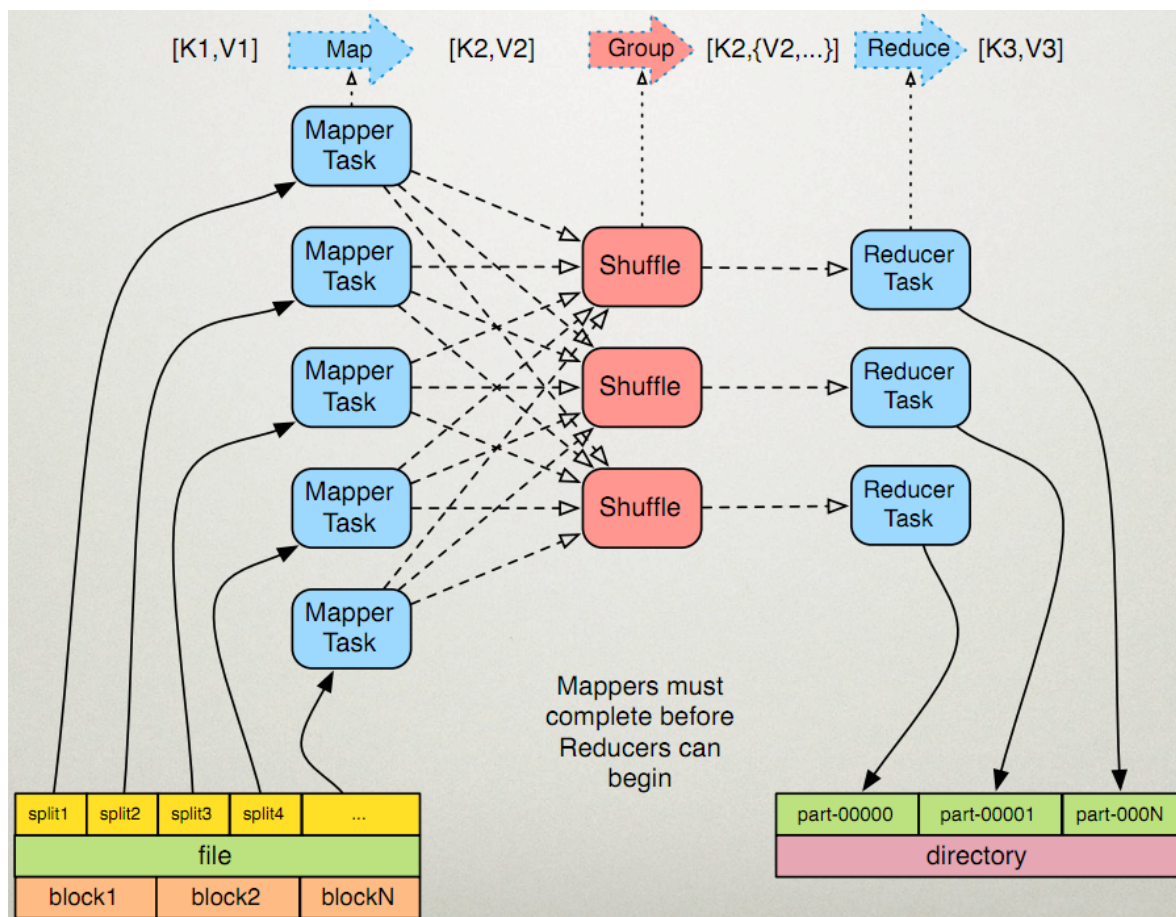 [K1,V1] Map [K2,V2] Group [K2,{V2,...}] Reduce [K3,V3]
Mapper
Task
Mapper
Task
Mapper
Task
Mapper
Task
Mapper
Task
Shuffle
Shuffle
Shuffle
Reducer
Task
Reducer
Task
Reducer
Task
Mappers must
complete before
Reducers can
begin
split1 split2 split3 split4 ...
file
block1 block2 blockN
part-00000 part-00001 part-000N
directory